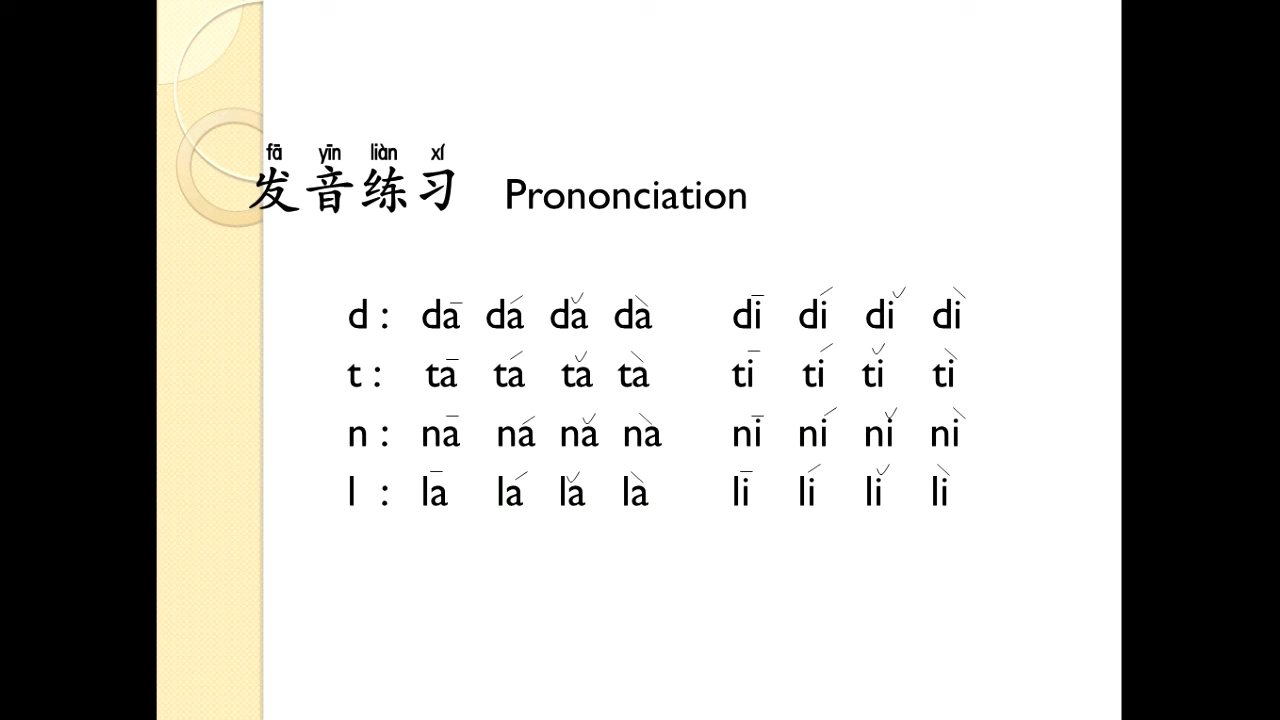 fā yīn liàn xí
发音练习 Prononciation
d : dā dá dǎ dà dī dí dǐ dì
t : tā tá tǎ tà tī tí tǐ tì
n : nā ná nǎ nà nī ní nǐ nì
l : lā lá lǎ là lī lí lǐ lì